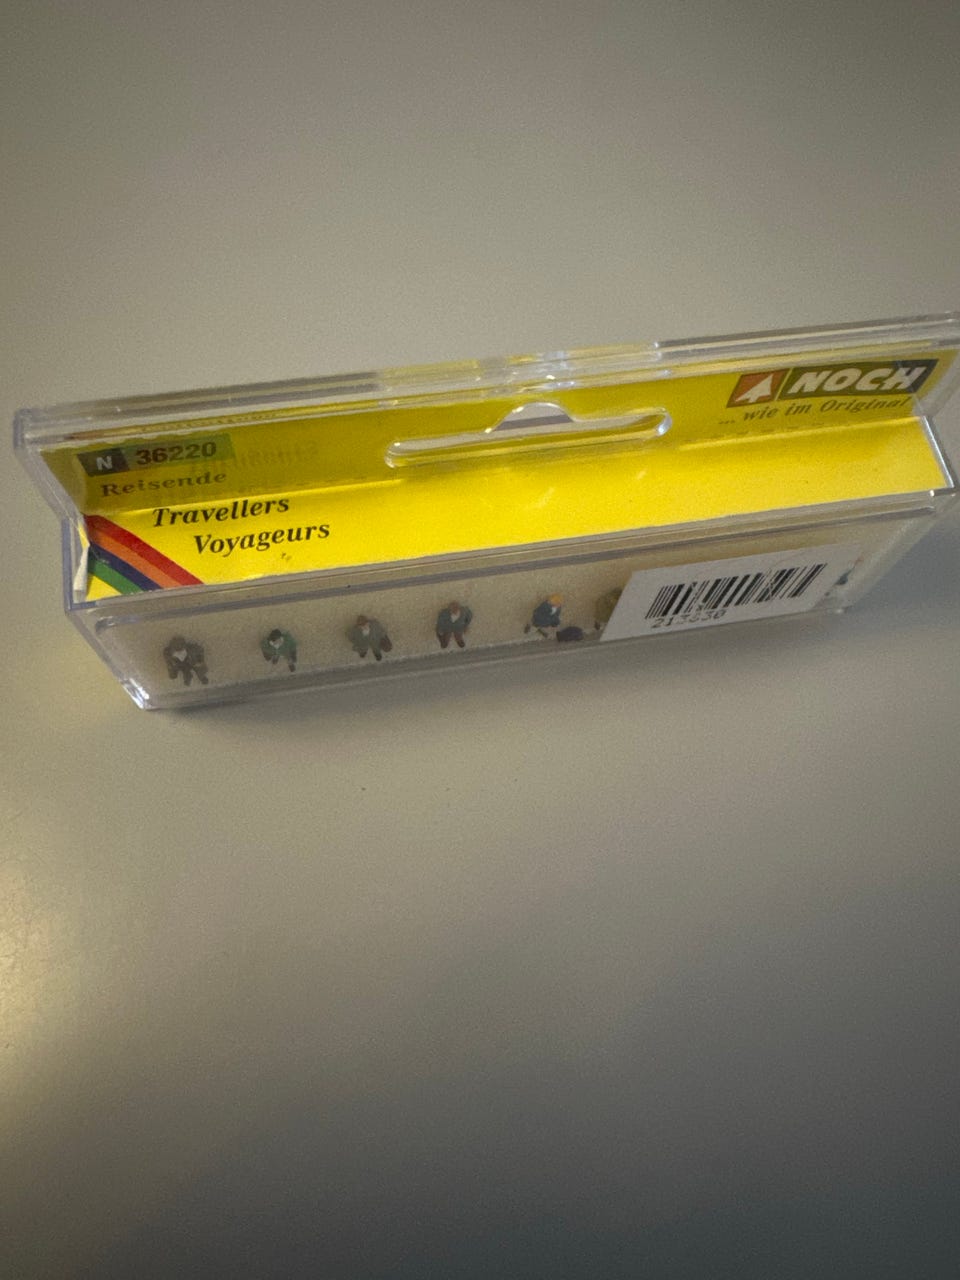 N 36220
Reisende
Travellers
Voyageurs
NOCH
... wie im Original